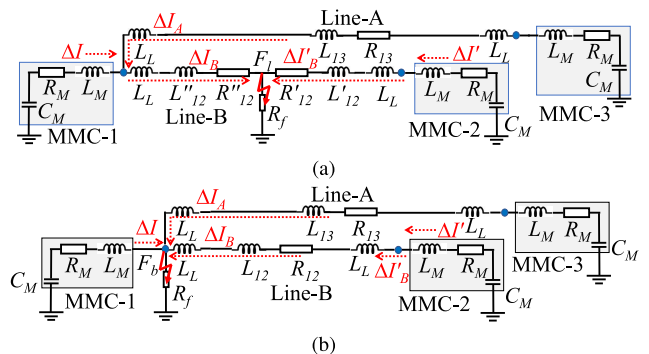 ΔI_A Line-A
ΔI L_L L_13 R_13 L_L L_M R_M
ΔI_B F_l ΔI'_B ΔI' C_M
R_M L_M L_L L''_12 R''_12 R'_12 L'_12 L_L L_M R_M MMC-3
C_M Line-B R_f C_M
MMC-1 MMC-2
(a)
Line-A
ΔI L_L L_13 R_13 ΔI' L_L L_M R_M
ΔI_B C_M
R_M L_M F_b L_L L_12 R_12 L_L L_M R_M MMC-3
C_M R_f Line-B ΔI'_B C_M
MMC-1 MMC-2
(b)